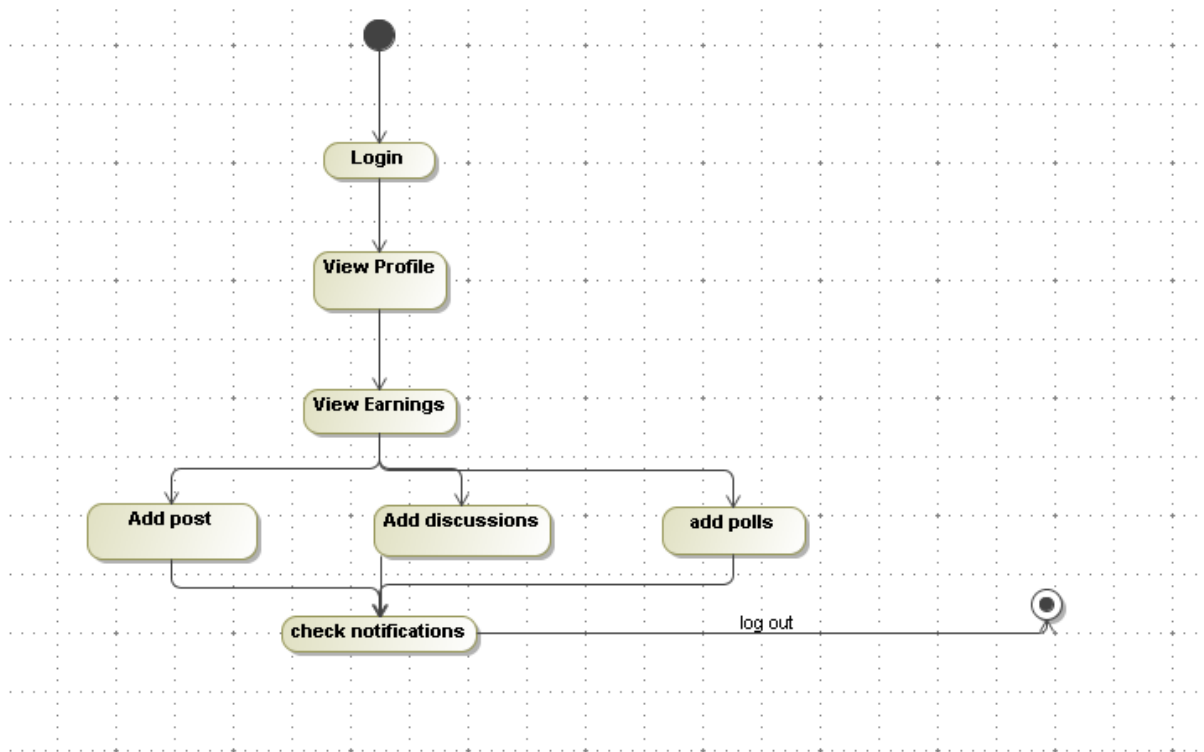 Login
View Profile
View Earnings
Add post
Add discussions
add polls
check notifications
log out